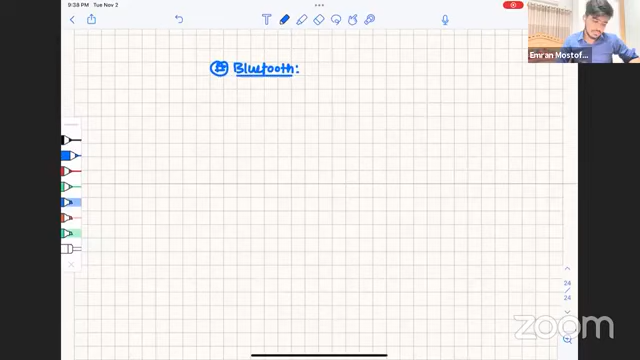 9:38 PM Tue Nov 2
Bluetooth:
Emran Mostof...
24
24
zoom